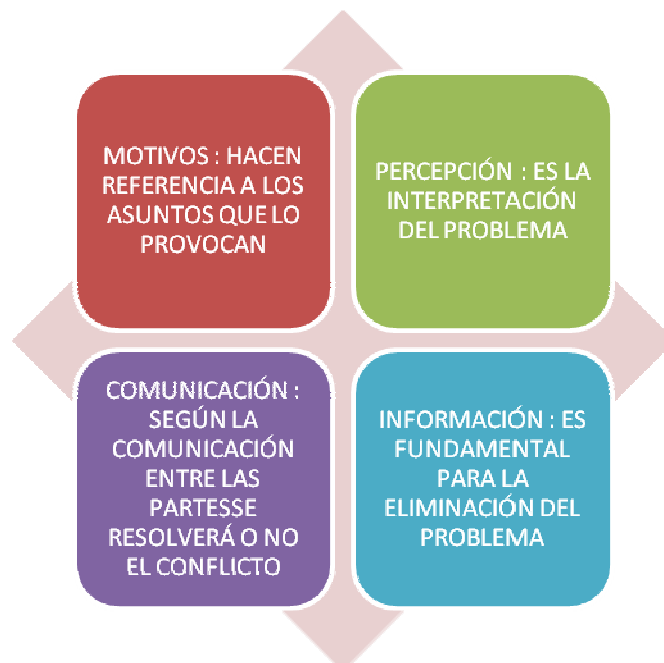 MOTIVOS : HACEN
REFERENCIA A LOS
ASUNTOS QUE LO
PROVOCAN
PERCEPCIÓN : ES LA
INTERPRETACIÓN
DEL PROBLEMA
COMUNICACIÓN :
SEGÚN LA
COMUNICACIÓN
ENTRE LAS
PARTESSE
RESOLVERÁ O NO
EL CONFLICTO
INFORMACIÓN : ES
FUNDAMENTAL
PARA LA
ELIMINACIÓN DEL
PROBLEMA